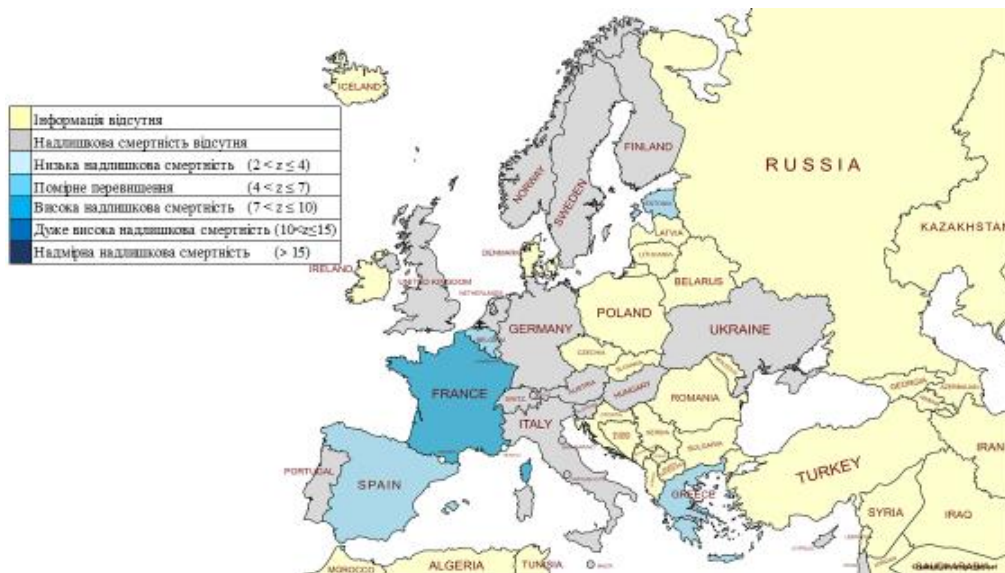 ICELAND
Інформація відсутня
Надлишкова смертність відсутня
Низька надлишкова смертність (2 < z ≤ 4)
Помірне перевищення (4 < z ≤ 7)
Висока надлишкова смертність (7 < z ≤ 10)
Дуже висока надлишкова смертність (10<z≤15)
Надмірна надлишкова смертність (> 15)
FINLAND
NORWAY
SWEDEN
RUSSIA
ESTONIA
LATVIA
LITHUANIA
KAZAKHSTAN
DENMARK
IRELAND
UNITED KINGDOM
NETHERLANDS
BELARUS
POLAND
GERMANY
UKRAINE
CZECHIA
AUSTRIA
HUNGARY
FRANCE
SWITZ.
ITALY
ROMANIA
GEORGIA
AZERBAIJAN
SERBIA
BULGARIA
PORTUGAL
SPAIN
GREECE
TURKEY
IRAN
SYRIA
IRAQ
CYPRUS
MOROCCO
ALGERIA
TUNISIA